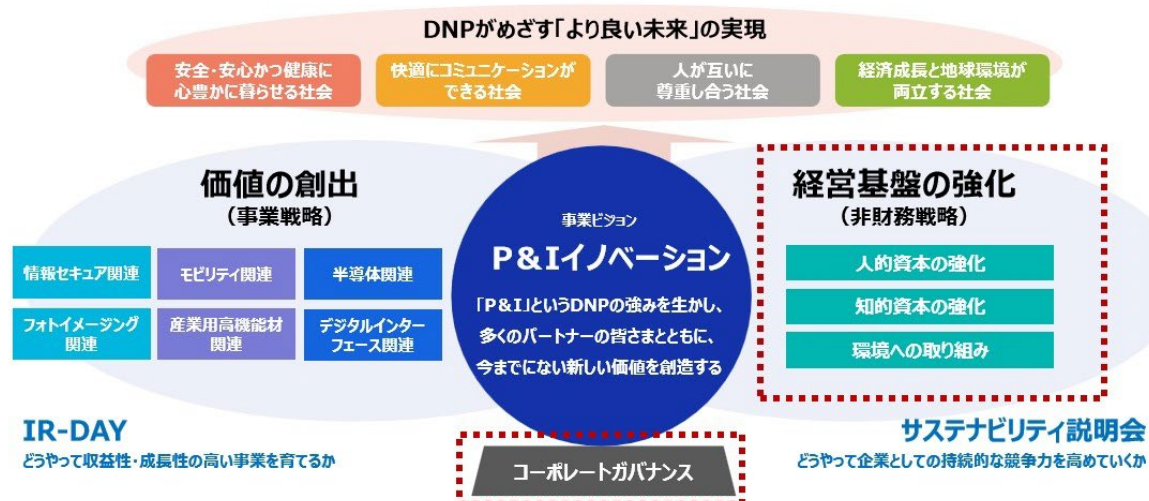 DNPがめざす「より良い未来」の実現
安全・安心かつ健康に
心豊かに暮らせる社会
快適にコミュニケーションが
できる社会
人が互いに
尊重し合う社会
経済成長と地球環境が
両立する社会
価値の創出
（事業戦略）
情報セキュア関連
モビリティ関連
半導体関連
フォトイメージング
関連
産業用高機能材
関連
デジタルインター
フェース関連
IR-DAY
どうやって収益性・成長性の高い事業を育てるか
事業ビジョン
P&Iイノベーション
「P&I」というDNPの強みを生かし、
多くのパートナーの皆さまとともに、
今までにない新しい価値を創造する
コーポレートガバナンス
経営基盤の強化
（非財務戦略）
人的資本の強化
知的資本の強化
環境への取り組み
サステナビリティ説明会
どうやって企業としての持続的な競争力を高めていくか